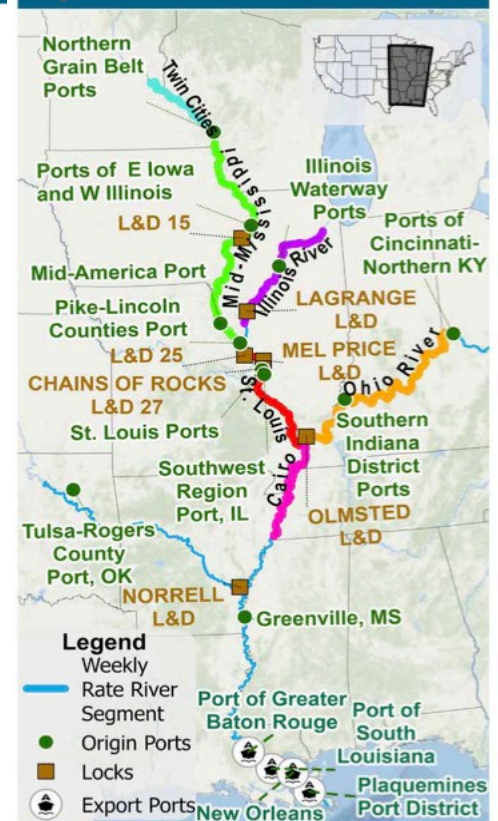 Northern
Grain Belt
Ports
Twin Cities
Ports of E Iowa
and W Illinois
Illinois
Waterway
Ports
Ports of
Cincinnati-
Northern KY
L&D 15
Mid-Mississippi
Illinois River
Mid-America Port
LAGRANGE
L&D
Pike-Lincoln
Counties Port
L&D 25
MEL PRICE
L&D
Ohio River
CHAINS OF ROCKS
L&D 27
St. Louis
St. Louis Ports
Southern
Indiana
District
Ports
Southwest
Region
Port, IL
Cairo
OLMSTED
L&D
Tulsa-Rogers
County
Port, OK
NORRELL
L&D
Greenville, MS
Legend
Weekly
Rate River
Segment
Origin Ports
Locks
Export Ports
Port of Greater
Baton Rouge
Port of
South
Louisiana
Plaquemines
Port District
New Orleans